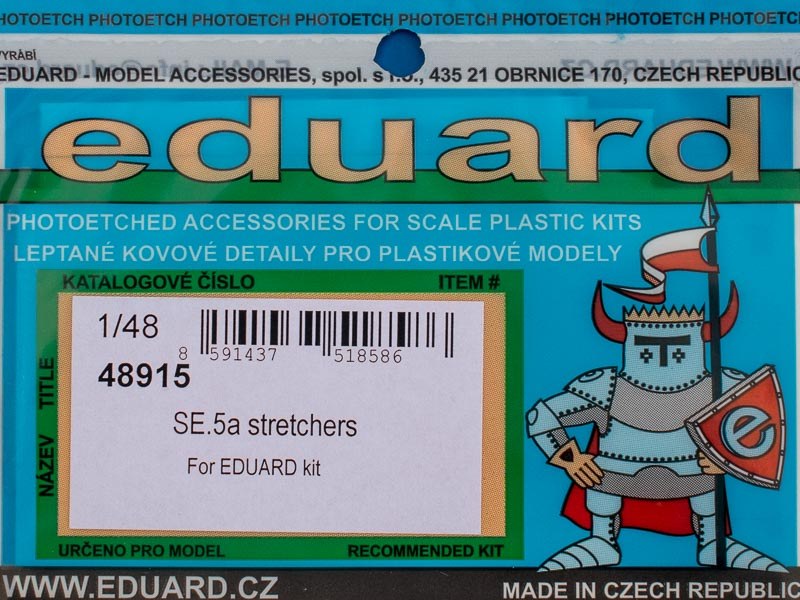 PHOTOETCH PHOTOETCH PHOTOETCH PHOTOETCH PHOTOETCH PHOTOETCH PHOTOETCH PHOTOETCH
VYRÁBÍ
EDUARD - MODEL ACCESSORIES, spol. s r.o., 435 21 OBRNICE 170, CZECH REPUBLIC
eduard
PHOTOETCHED ACCESSORIES FOR SCALE PLASTIC KITS
LEPTANÉ KOVOVÉ DETAILY PRO PLASTIKOVÉ MODELY
KATALOGOVÉ ČÍSLO ITEM #
1/48
8 591437 518586
48915
SE.5a stretchers
For EDUARD kit
NÁZEV TITLE
e
URČENO PRO MODEL RECOMMENDED KIT
WWW.EDUARD.CZ MADE IN CZECH REPUBLIC